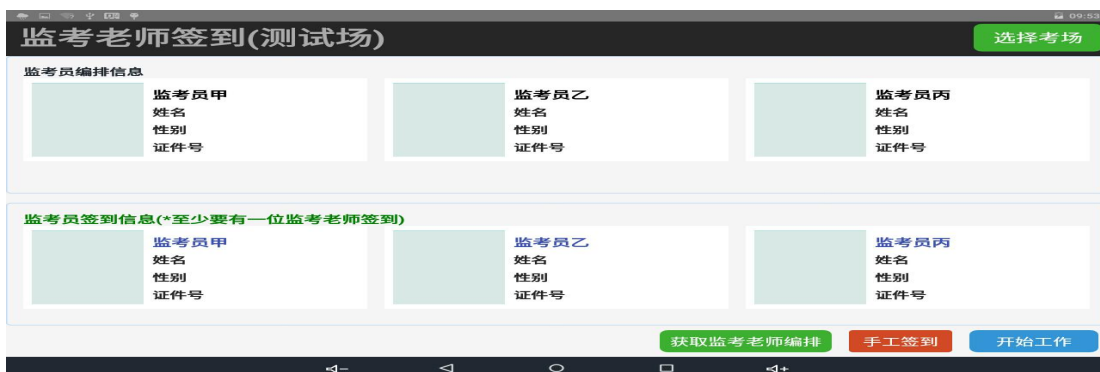 09:53
监考老师签到(测试场)
选择考场
监考员编排信息
监考员甲
姓名
性别
证件号
监考员乙
姓名
性别
证件号
监考员丙
姓名
性别
证件号
监考员签到信息(*至少要有一位监考老师签到)
监考员甲
姓名
性别
证件号
监考员乙
姓名
性别
证件号
监考员丙
姓名
性别
证件号
获取监考老师编排
手工签到
开始工作